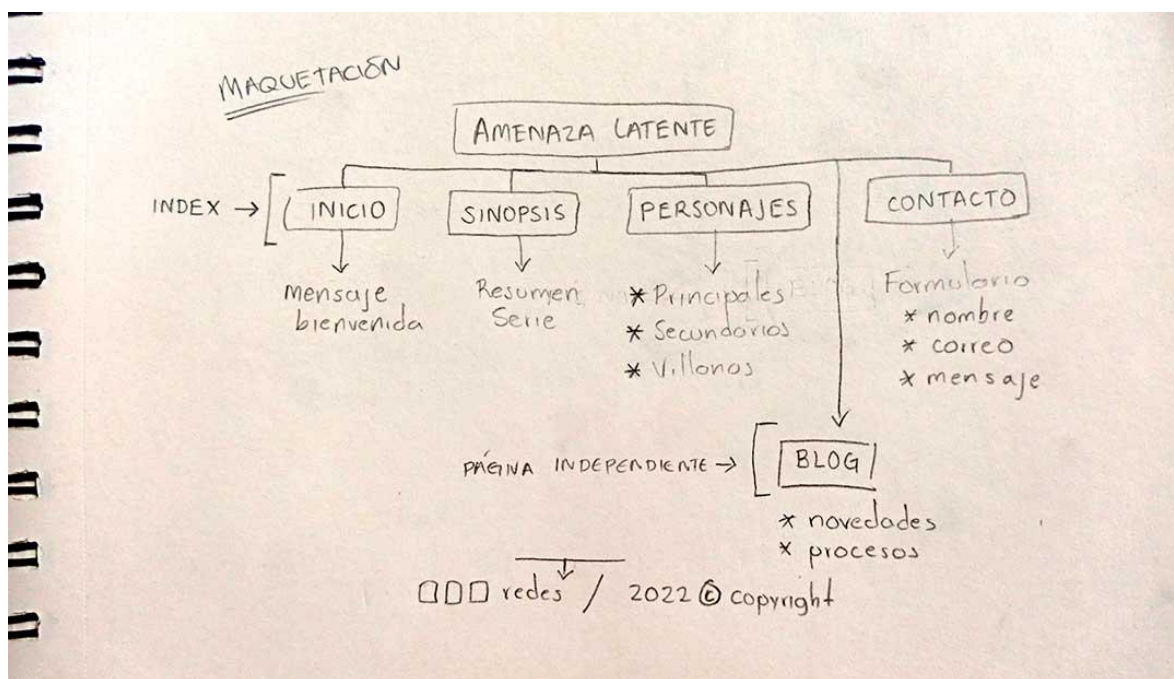 MAQUETACIÓN
AMENAZA LATENTE
INDEX → INICIO SINOPSIS PERSONAJES CONTACTO
Mensaje bienvenida
Resumen Serie
* Principales
* Secundarios
* Villanos
Formulario
* nombre
* correo
* mensaje
PÁGINA INDEPENDIENTE → BLOG
* novedades
* procesos
redes / 2022 © copyright